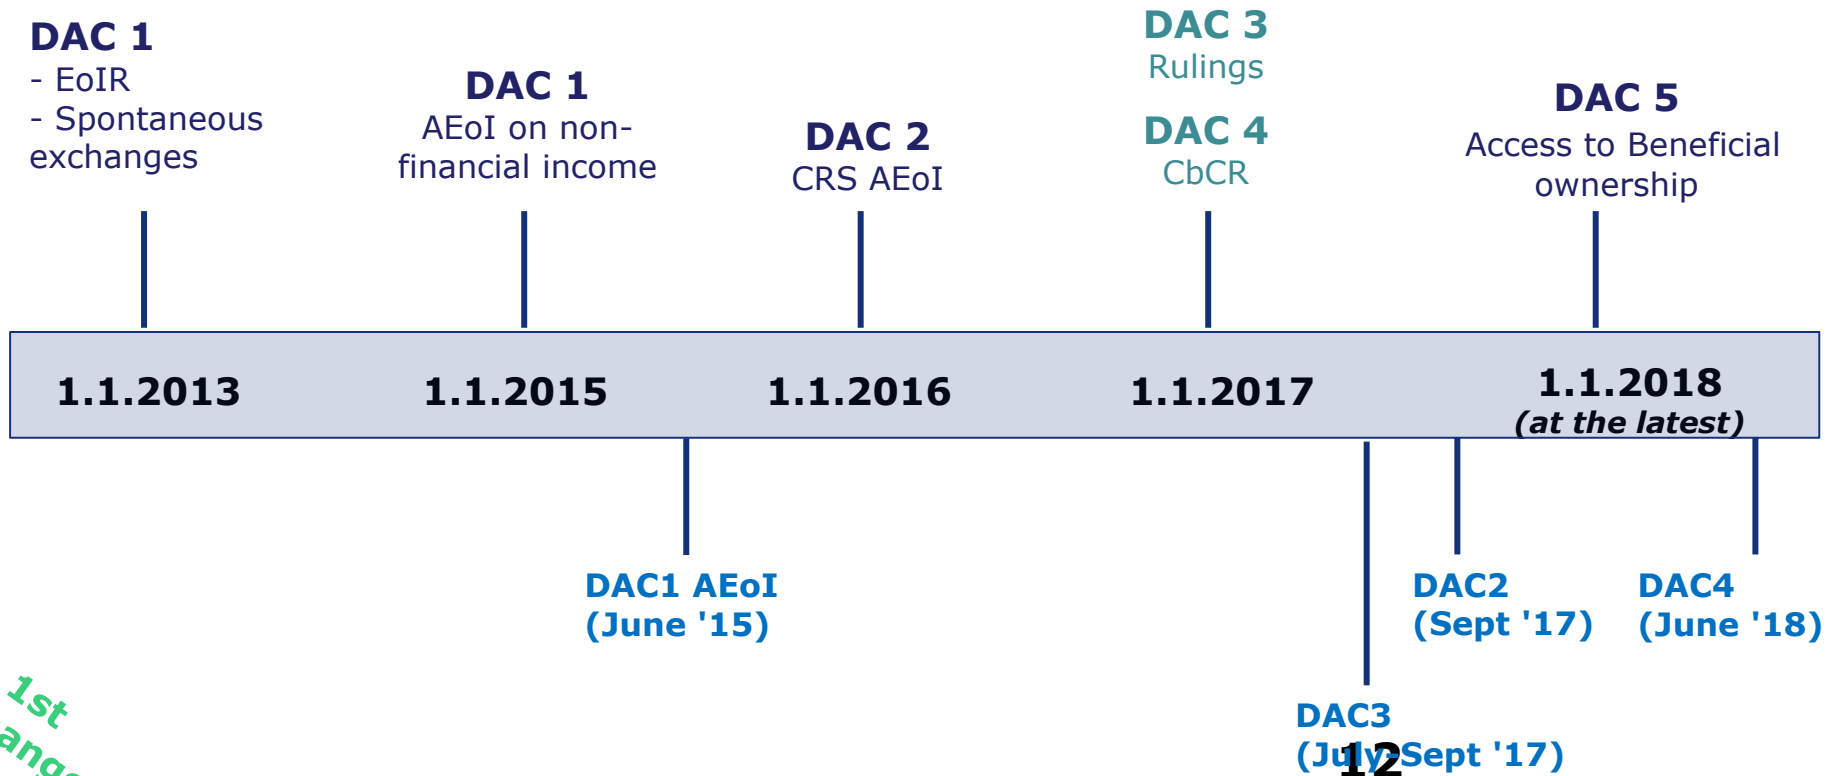 DAC 1
- EoIR
- Spontaneous
exchanges
DAC 1
AEoI on non-
financial income
DAC 2
CRS AEoI
DAC 3
Rulings
DAC 4
CbCR
DAC 5
Access to Beneficial
ownership
1.1.2013
1.1.2015
1.1.2016
1.1.2017
1.1.2018
(at the latest)
DAC1 AEoI
(June '15)
DAC2
(Sept '17)
DAC4
(June '18)
DAC3
(July-Sept '17)
12
1st